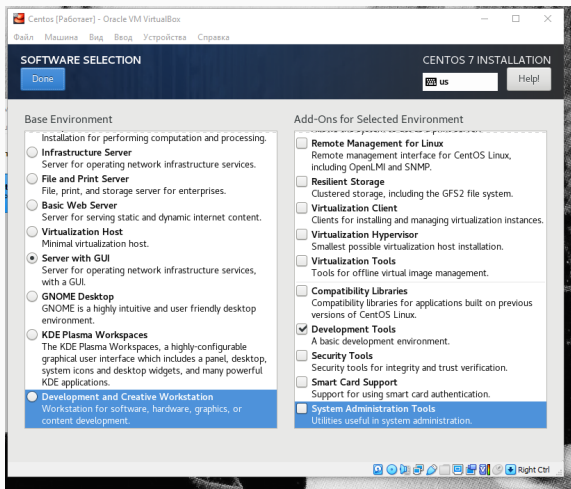 Centos [Работает] - Oracle VM VirtualBox
Файл Машина Вид Ввод Устройства Справка
SOFTWARE SELECTION
CENTOS 7 INSTALLATION
Done
us
Help!
Base Environment
Installation for performing computation and processing.
Infrastructure Server
Server for operating network infrastructure services.
File and Print Server
File, print, and storage server for enterprises.
Basic Web Server
Server for serving static and dynamic internet content.
Virtualization Host
Minimal virtualization host.
Server with GUI
Server for operating network infrastructure services,
with a GUI.
GNOME Desktop
GNOME is a highly intuitive and user friendly desktop
environment.
KDE Plasma Workspaces
The KDE Plasma Workspaces, a highly-configurable
graphical user interface which includes a panel, desktop,
system icons and desktop widgets, and many powerful
KDE applications.
Development and Creative Workstation
Workstation for software, hardware, graphics, or
content development.
Add-Ons for Selected Environment
Remote Management for Linux
Remote management interface for CentOS Linux,
including OpenLMI and SNMP.
Resilient Storage
Clustered storage, including the GFS2 file system.
Virtualization Client
Clients for installing and managing virtualization instances.
Virtualization Hypervisor
Smallest possible virtualization host installation.
Virtualization Tools
Tools for offline virtual image management.
Compatibility Libraries
Compatibility libraries for applications built on previous
versions of CentOS Linux.
Development Tools
A basic development environment.
Security Tools
Security tools for integrity and trust verification.
Smart Card Support
Support for using smart card authentication.
System Administration Tools
Utilities useful in system administration.
Right Ctrl